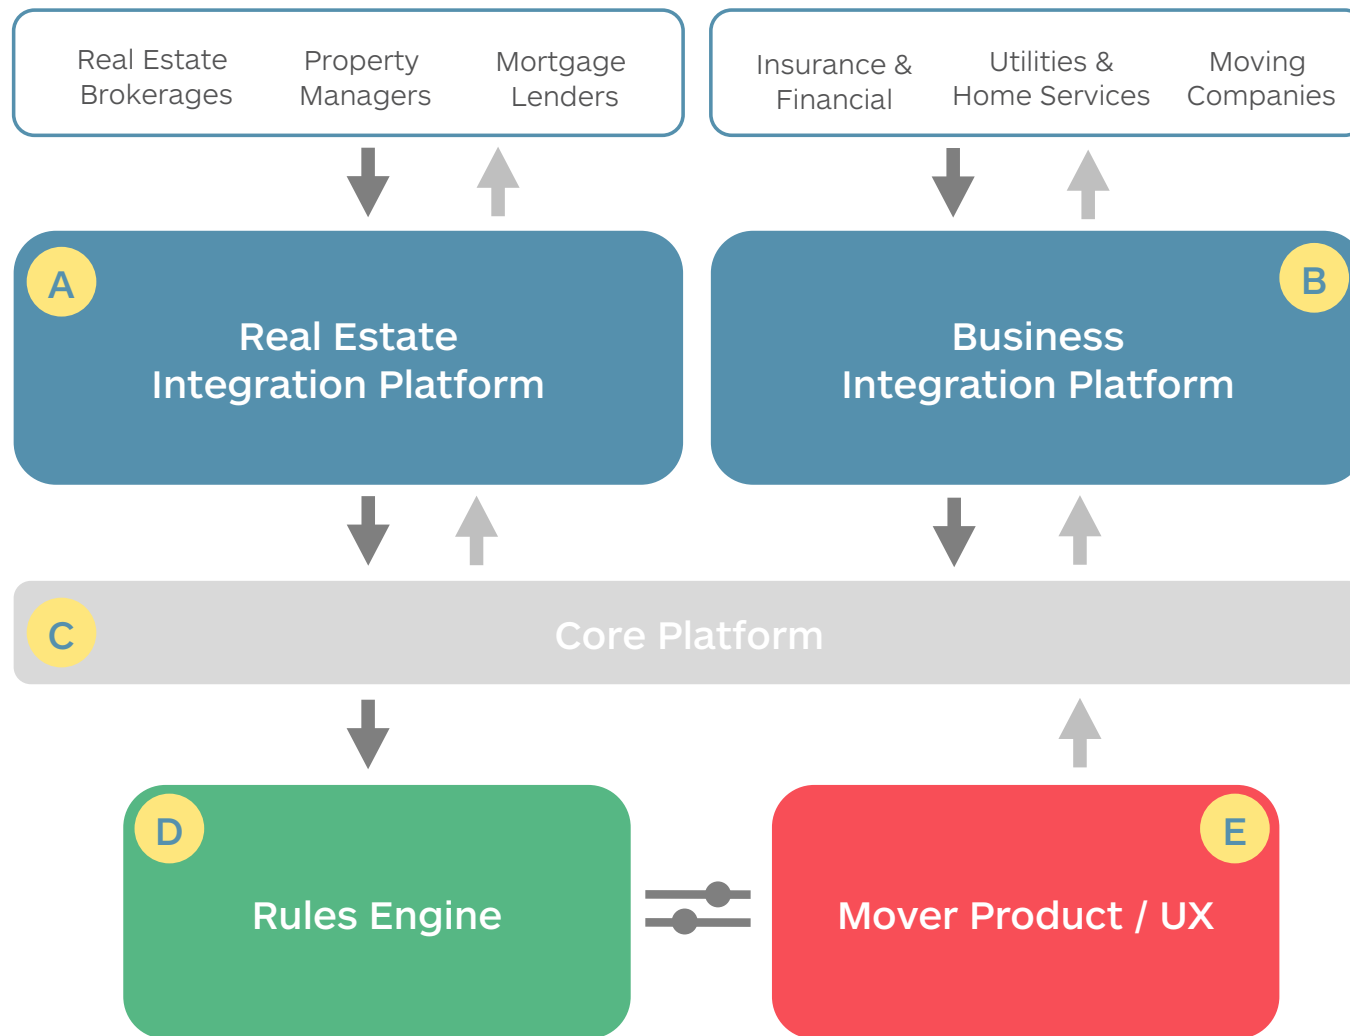 Real Estate
Brokerages
Property
Managers
Mortgage
Lenders
Insurance &
Financial
Utilities &
Home Services
Moving
Companies
A
Real Estate
Integration Platform
B
Business
Integration Platform
C
Core Platform
D
Rules Engine
E
Mover Product / UX